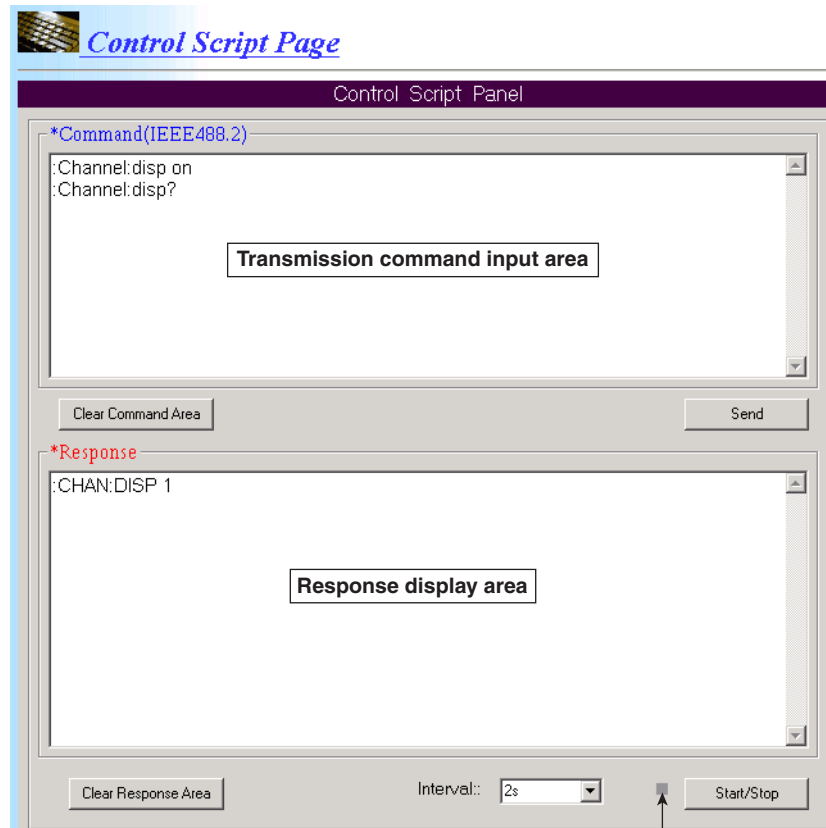 Control Script Page
Control Script Panel
*Command(IEEE488.2)
:Channel:disp on
:Channel:disp?
Transmission command input area
Clear Command Area
Send
*Response
:CHAN:DISP 1
Response display area
Clear Response Area
Interval::
2s
Start/Stop